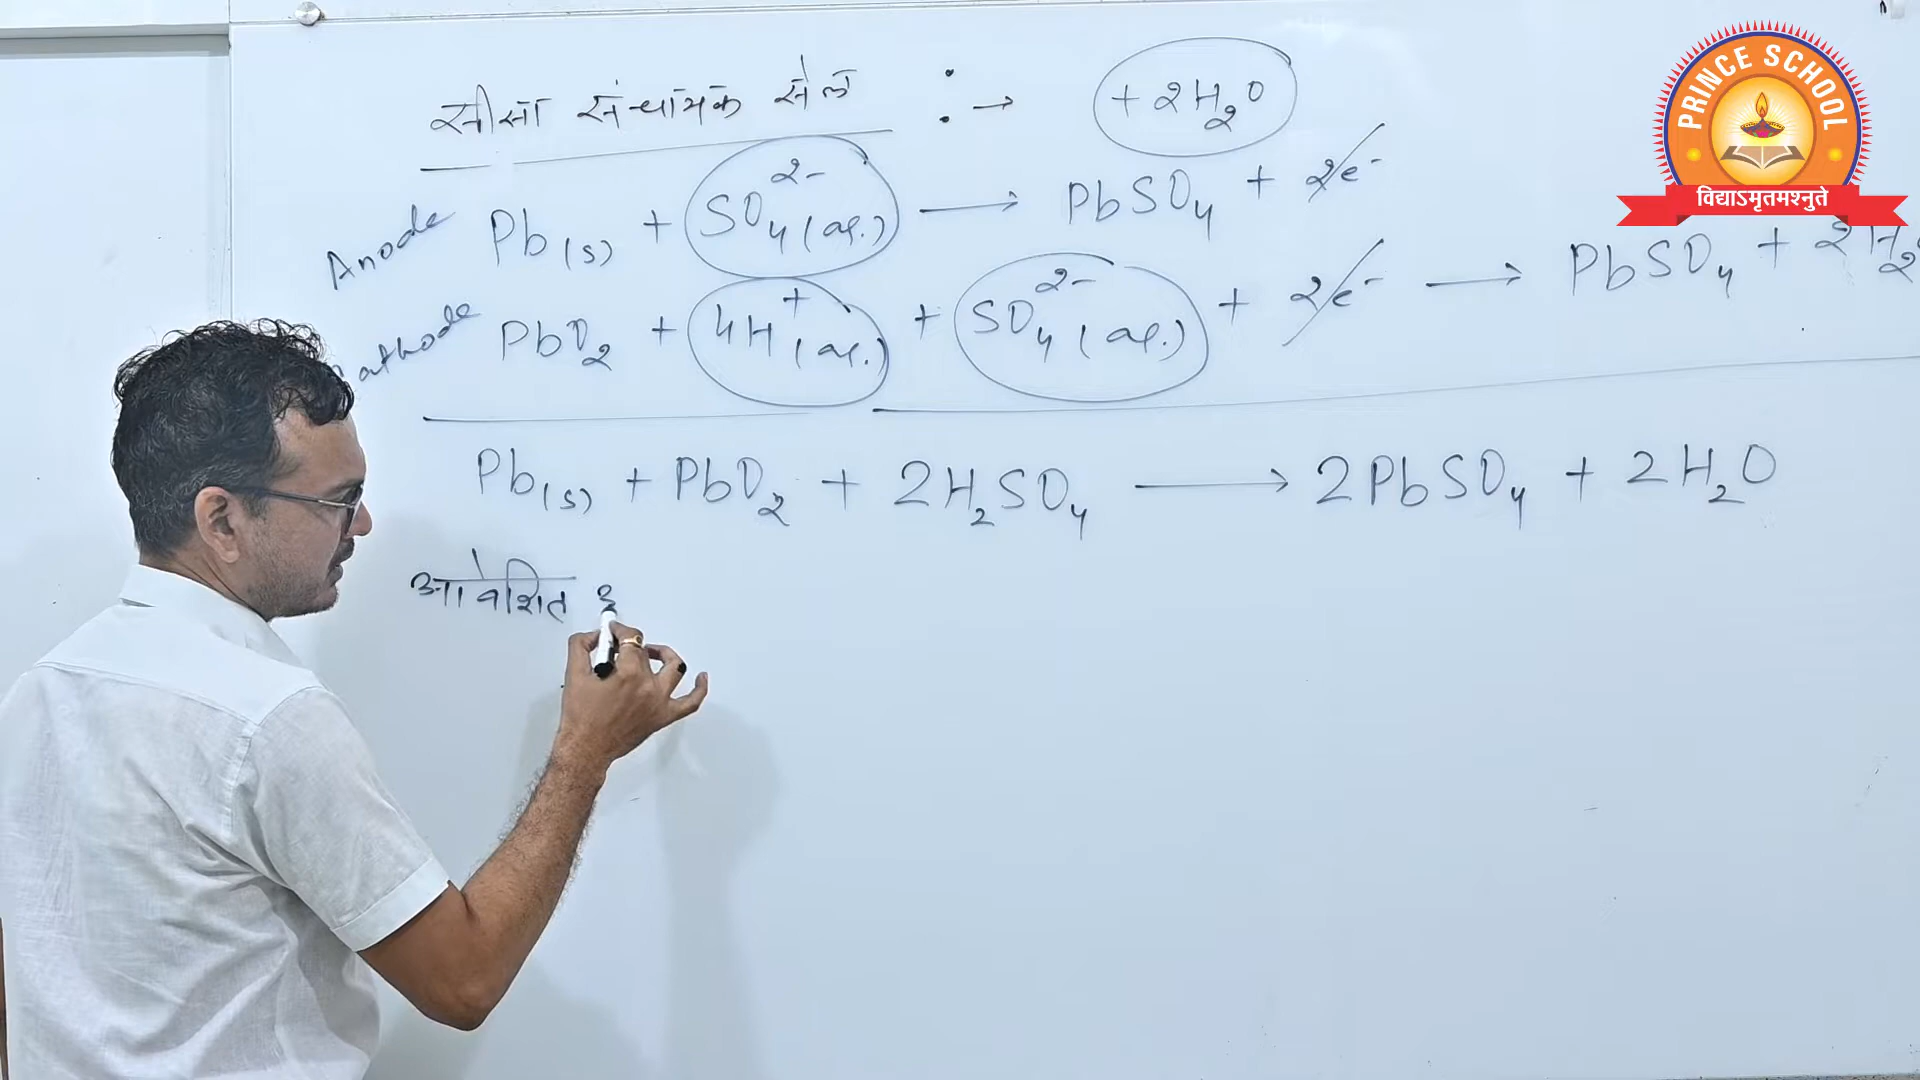 सीसा संचायक सेल :→ + 2H₂O
Anode Pb(s) + SO₄²⁻(aq.) ⟶ PbSO₄ + 2e⁻
Cathode PbO₂ + 4H⁺(aq.) + SO₄²⁻(aq.) + 2e⁻ ⟶ PbSO₄ + 2H₂
Pb(s) + PbO₂ + 2H₂SO₄ ⟶ 2PbSO₄ + 2H₂O
आवेशित
PRINCE SCHOOL
विद्याऽमृतमश्नुते